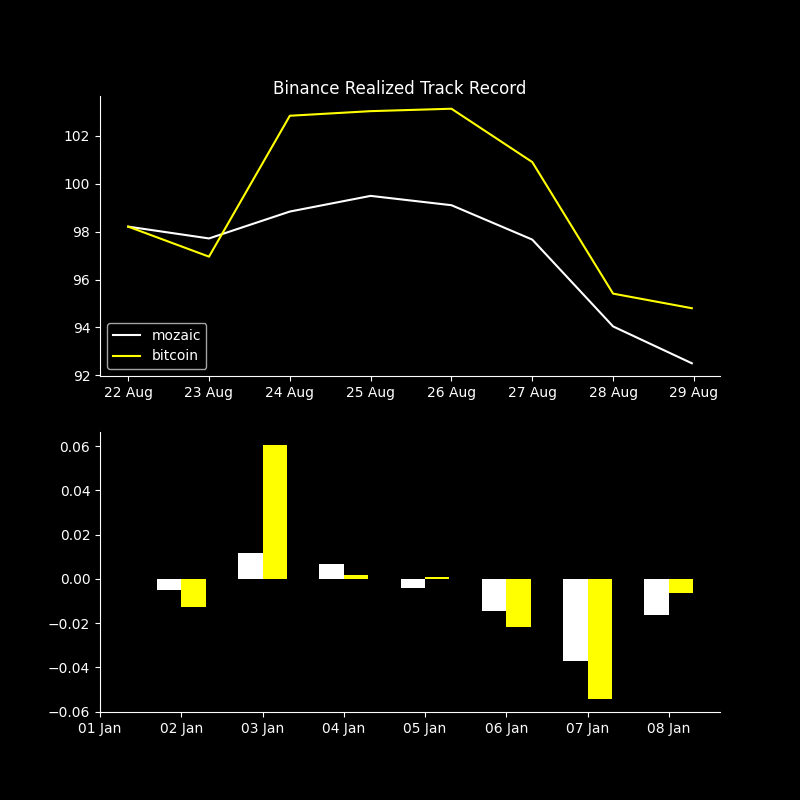 Binance Realized Track Record
102
100
98
96
94
92
mozaic
bitcoin
22 Aug 23 Aug 24 Aug 25 Aug 26 Aug 27 Aug 28 Aug 29 Aug
0.06
0.04
0.02
0.00
−0.02
−0.04
−0.06
01 Jan 02 Jan 03 Jan 04 Jan 05 Jan 06 Jan 07 Jan 08 Jan